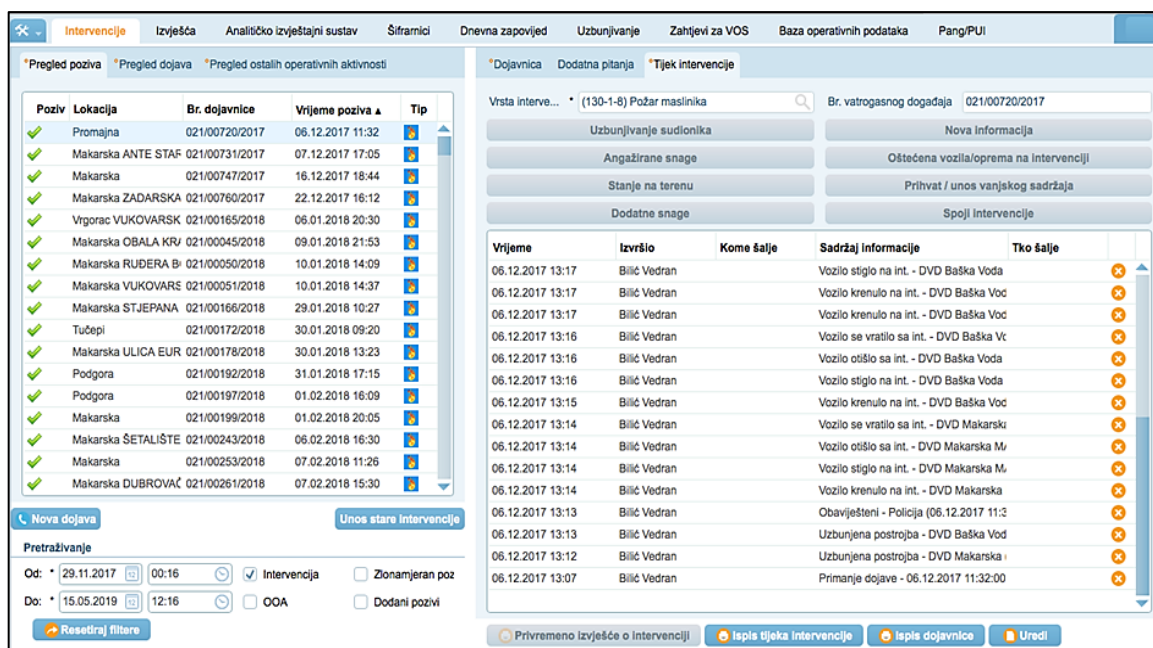 Intervencije Izvješća Analitičko izvještajni sustav Šifrarnici Dnevna zapovijed Uzbunjivanje Zahtjevi za VOS Baza operativnih podataka Pang/PUI
*Pregled poziva *Pregled dojava *Pregled ostalih operativnih aktivnosti
Poziv Lokacija Br. dojavnice Vrijeme poziva ▲ Tip
Promajna 021/00720/2017 06.12.2017 11:32
Makarska ANTE STAR 021/00731/2017 07.12.2017 17:05
Makarska 021/00747/2017 16.12.2017 18:44
Makarska ZADARSKA 021/00760/2017 22.12.2017 16:12
Vrgorac VUKOVARSK 021/00165/2018 06.01.2018 20:30
Makarska OBALA KR 021/00045/2018 09.01.2018 21:53
Makarska RUĐERA B 021/00050/2018 10.01.2018 14:09
Makarska VUKOVARS 021/00051/2018 10.01.2018 14:37
Makarska STJEPANA 021/00166/2018 29.01.2018 10:27
Tučepi 021/00172/2018 30.01.2018 09:20
Makarska ULICA EUR 021/00178/2018 30.01.2018 13:23
Podgora 021/00192/2018 31.01.2018 17:15
Podgora 021/00197/2018 01.02.2018 16:09
Makarska 021/00199/2018 01.02.2018 20:05
Makarska ŠETALIŠTE 021/00243/2018 06.02.2018 16:30
Makarska 021/00253/2018 07.02.2018 11:26
Makarska DUBROVAČ 021/00261/2018 07.02.2018 15:30
Nova dojava Unos stare intervencije
Pretraživanje
Od: * 29.11.2017 00:16 Intervencija Zlonamjeran poz
Do: * 15.05.2019 12:16 OOA Dodani pozivi
Resetiraj filtere
*Dojavnica Dodatna pitanja *Tijek intervencije
Vrsta interve... * (130-1-8) Požar maslinika Br. vatrogasnog događaja 021/00720/2017
Uzbunjivanje sudionika Nova informacija
Angažirane snage Oštećena vozila/oprema na intervenciji
Stanje na terenu Prihvat / unos vanjskog sadržaja
Dodatne snage Spoji intervencije
Vrijeme Izvršio Kome šalje Sadržaj informacije Tko šalje
06.12.2017 13:17 Bilić Vedran Vozilo stiglo na int. - DVD Baška Voda
06.12.2017 13:17 Bilić Vedran Vozilo krenulo na int. - DVD Baška Vod
06.12.2017 13:17 Bilić Vedran Vozilo krenulo na int. - DVD Baška Vod
06.12.2017 13:16 Bilić Vedran Vozilo se vratilo sa int. - DVD Baška Vo
06.12.2017 13:16 Bilić Vedran Vozilo otišlo sa int. - DVD Baška Voda
06.12.2017 13:16 Bilić Vedran Vozilo stiglo na int. - DVD Baška Voda
06.12.2017 13:15 Bilić Vedran Vozilo krenulo na int. - DVD Baška Vod
06.12.2017 13:14 Bilić Vedran Vozilo se vratilo sa int. - DVD Makarska
06.12.2017 13:14 Bilić Vedran Vozilo otišlo sa int. - DVD Makarska M
06.12.2017 13:14 Bilić Vedran Vozilo stiglo na int. - DVD Makarska M
06.12.2017 13:14 Bilić Vedran Vozilo krenulo na int. - DVD Makarska
06.12.2017 13:13 Bilić Vedran Obaviješteni - Policija (06.12.2017 11:3
06.12.2017 13:13 Bilić Vedran Uzbunjena postrojba - DVD Baška Vod
06.12.2017 13:12 Bilić Vedran Uzbunjena postrojba - DVD Makarska
06.12.2017 13:07 Bilić Vedran Primanje dojave - 06.12.2017 11:32:00
Privremeno izvješće o intervenciji Ispis tijeka intervencije Ispis dojavnice Uredi